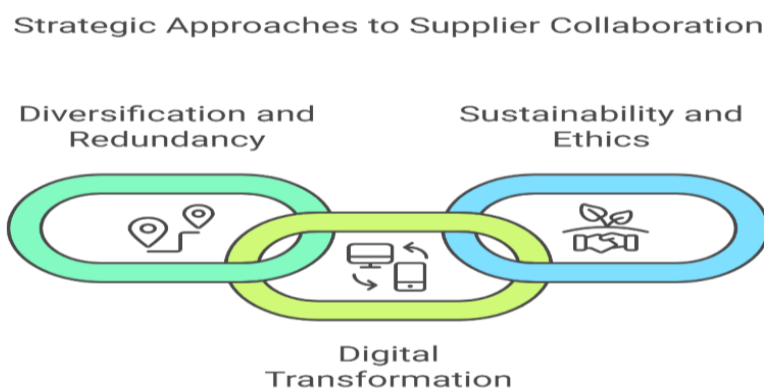 Strategic Approaches to Supplier Collaboration
Diversification and
Redundancy
Sustainability and
Ethics
Digital
Transformation